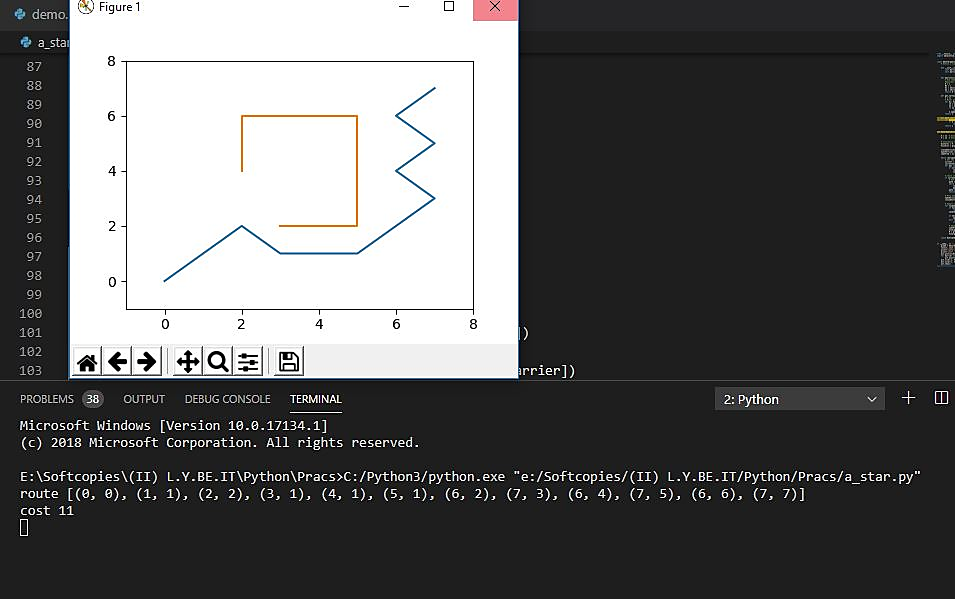 demo.
Figure 1
a_star
87
88
89
90
91
92
93
94
95
96
97
98
99
100
101
])
102
103
arrier])
8
6
4
2
0
0 2 4 6 8
PROBLEMS 38 OUTPUT DEBUG CONSOLE TERMINAL 2: Python
Microsoft Windows [Version 10.0.17134.1]
(c) 2018 Microsoft Corporation. All rights reserved.
E:\Softcopies\(II) L.Y.BE.IT\Python\Pracs>C:/Python3/python.exe "e:/Softcopies/(II) L.Y.BE.IT/Python/Pracs/a_star.py"
route [(0, 0), (1, 1), (2, 2), (3, 1), (4, 1), (5, 1), (6, 2), (7, 3), (6, 4), (7, 5), (6, 6), (7, 7)]
cost 11